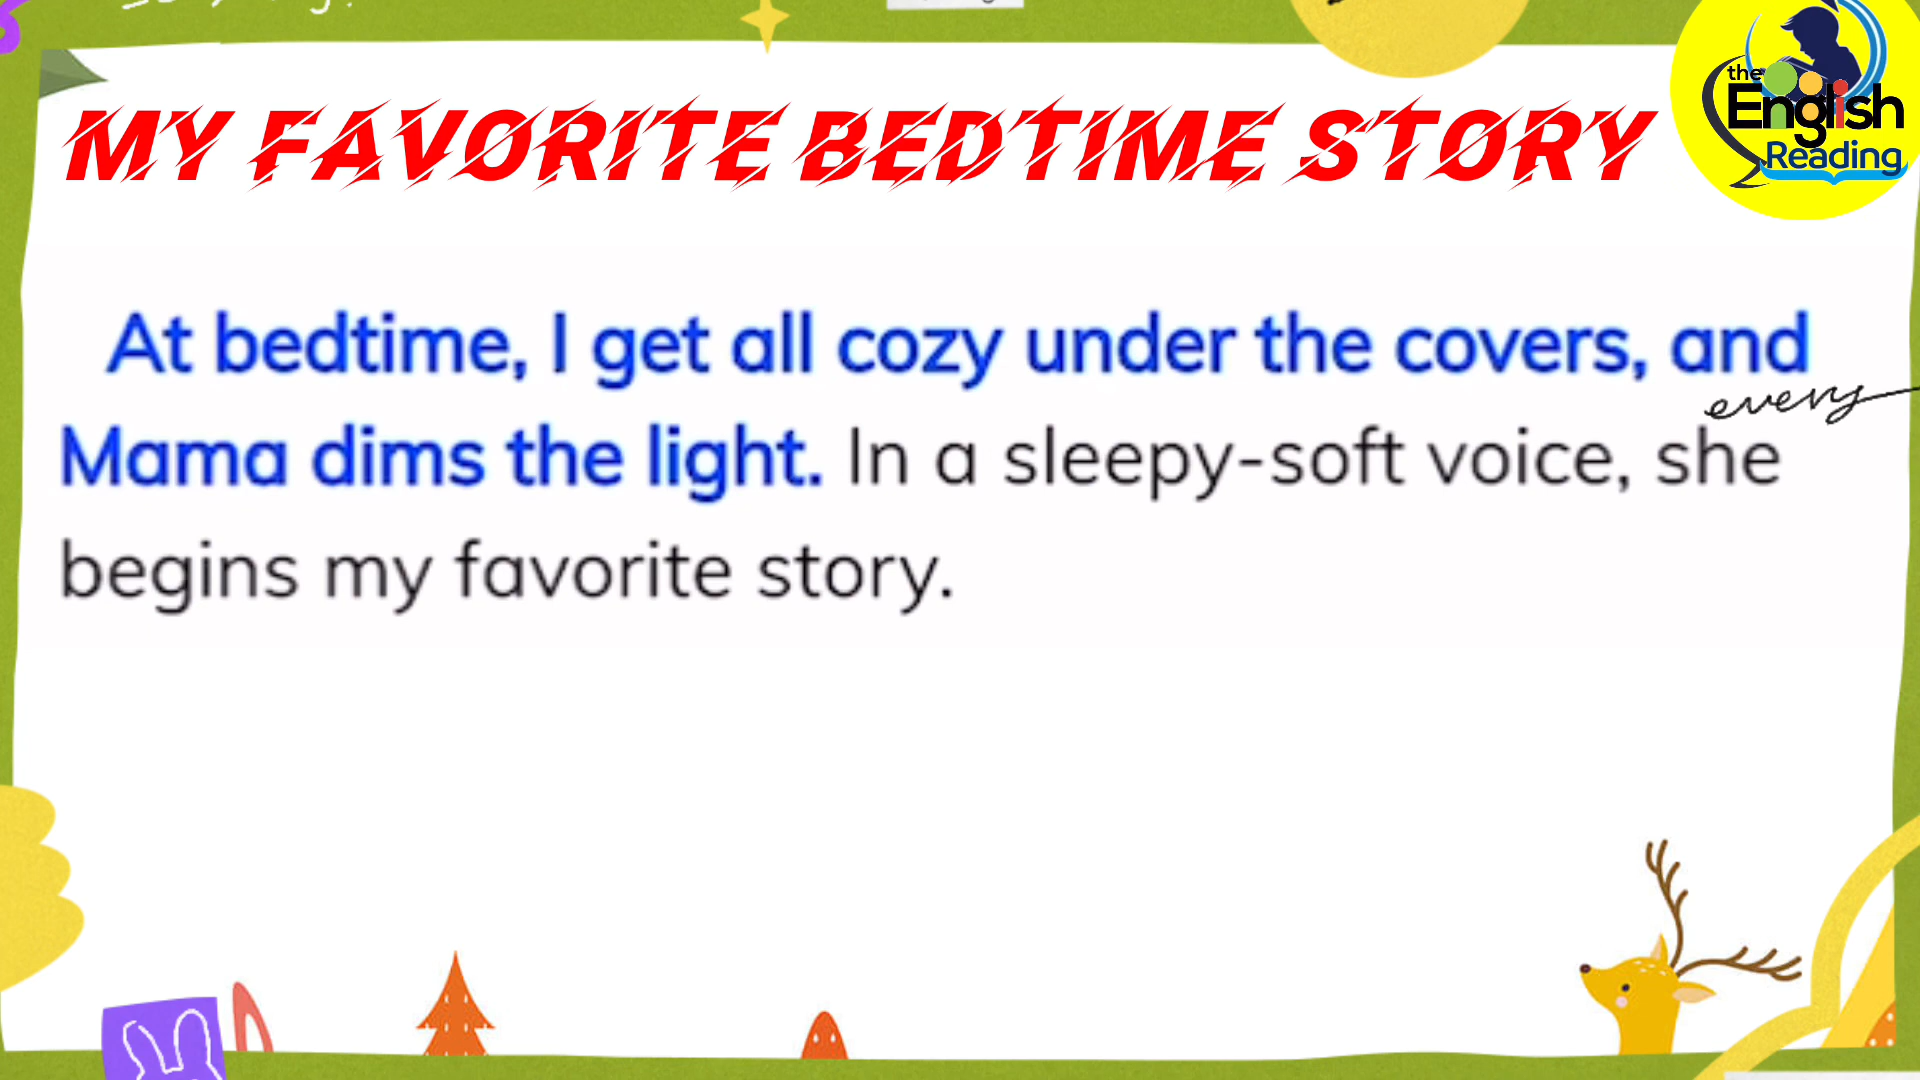 MY FAVORITE BEDTIME STORY
the
English
Reading
At bedtime, I get all cozy under the covers, and
every
Mama dims the light. In a sleepy-soft voice, she
begins my favorite story.